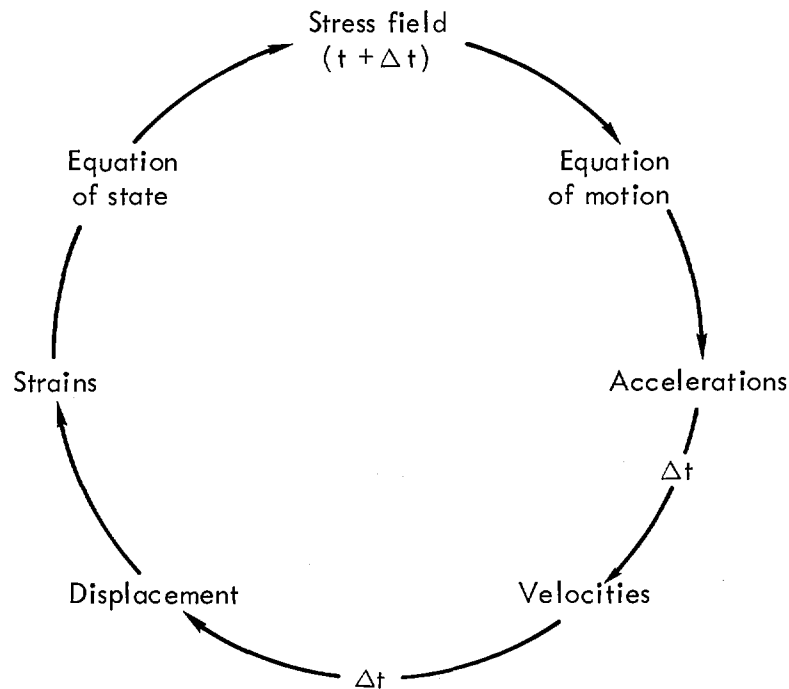 Stress field
(t + Δt)
Equation
of motion
Accelerations
Δt
Velocities
Δt
Displacement
Strains
Equation
of state